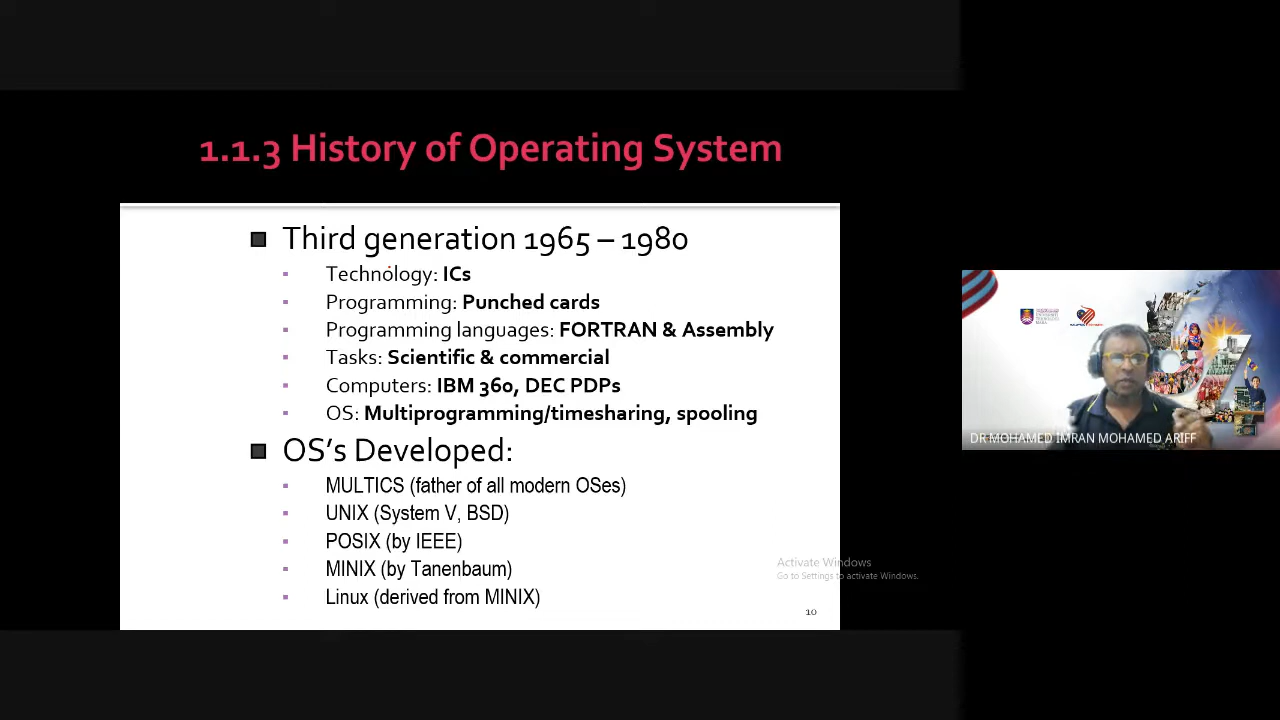 1.1.3 History of Operating System
Third generation 1965 – 1980
Technology: ICs
Programming: Punched cards
Programming languages: FORTRAN & Assembly
Tasks: Scientific & commercial
Computers: IBM 360, DEC PDPs
OS: Multiprogramming/timesharing, spooling
OS’s Developed:
MULTICS (father of all modern OSes)
UNIX (System V, BSD)
POSIX (by IEEE)
MINIX (by Tanenbaum)
Linux (derived from MINIX)
10
Activate Windows
Go to Settings to activate Windows.
DR MOHAMED IMRAN MOHAMED ARIFF